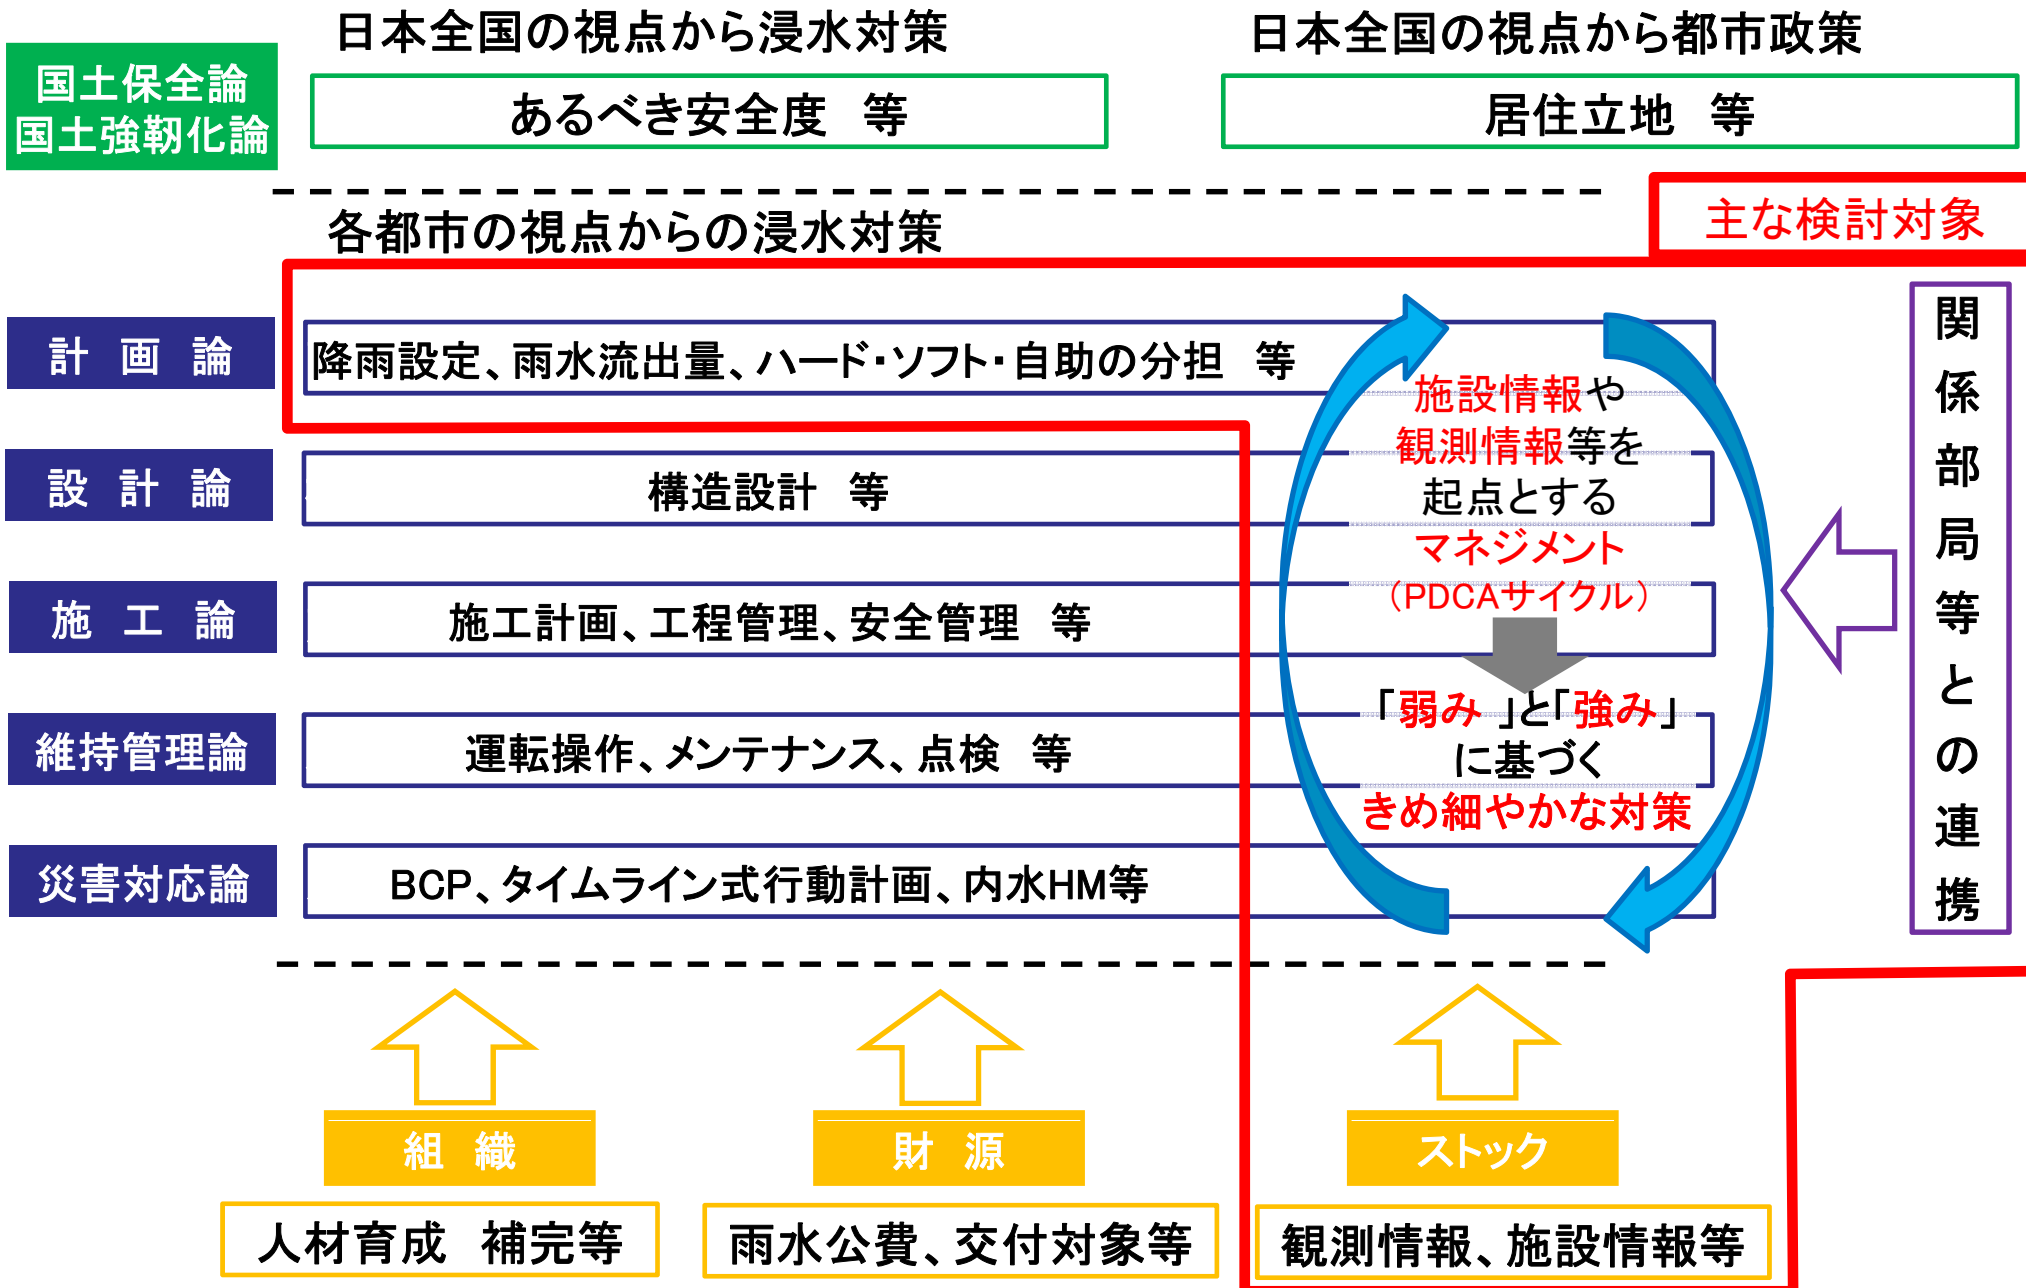 日本全国の視点から浸水対策
日本全国の視点から都市政策
国土保全論
国土強靭化論
あるべき安全度　等
居住立地　等
主な検討対象
各都市の視点からの浸水対策
計画論
降雨設定、雨水流出量、ハード・ソフト・自助の分担　等
設計論
構造設計　等
施工論
施工計画、工程管理、安全管理　等
維持管理論
運転操作、メンテナンス、点検　等
災害対応論
BCP、タイムライン式行動計画、内水HM等
施設情報や
観測情報等を
起点とする
マネジメント
（PDCAサイクル）
「弱み」と「強み」
に基づく
きめ細やかな対策
関係部局等との連携
組織
人材育成　補完等
財源
雨水公費、交付対象等
ストック
観測情報、施設情報等